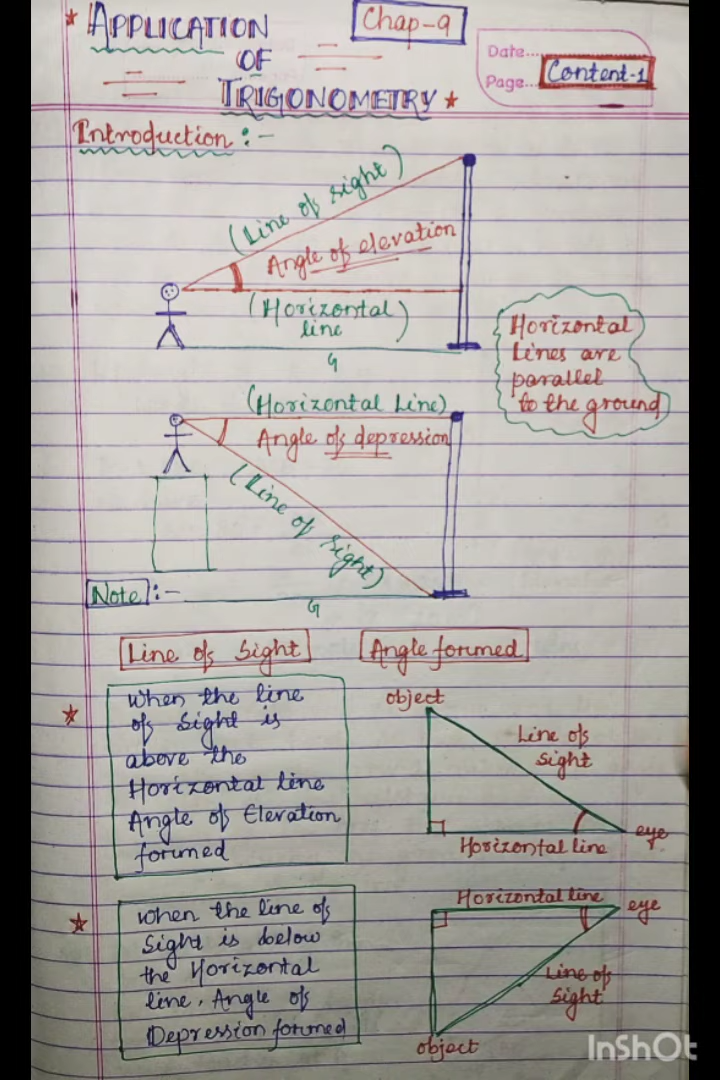 * APPLICATION
OF
TRIGONOMETRY *
Chap-9
Date.....
Page...
Content-1
Introduction :-
(Line of sight)
Angle of elevation
(Horizontal
line)
G
Horizontal
Lines are
parallel
to the ground
(Horizontal Line)
Angle of depression
(Line of sight)
G
Note :-
Line of Sight
Angle formed
* when the line
of Sight is
above the
Horizontal line
Angle of Elevation
formed
object
Line of
sight
eye
Horizontal line
* when the line of
Sight is below
the Horizontal
line, Angle of
Depression formed
Horizontal line
eye
Line of
Sight
object
InShOt